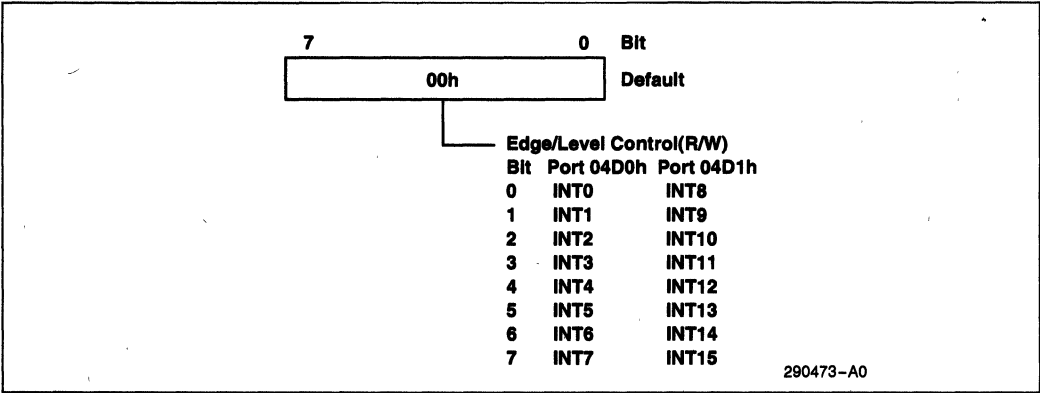 7 0 Bit
00h Default
Edge/Level Control(R/W)
Bit Port 04D0h Port 04D1h
0 INT0 INT8
1 INT1 INT9
2 INT2 INT10
3 INT3 INT11
4 INT4 INT12
5 INT5 INT13
6 INT6 INT14
7 INT7 INT15
290473–A0